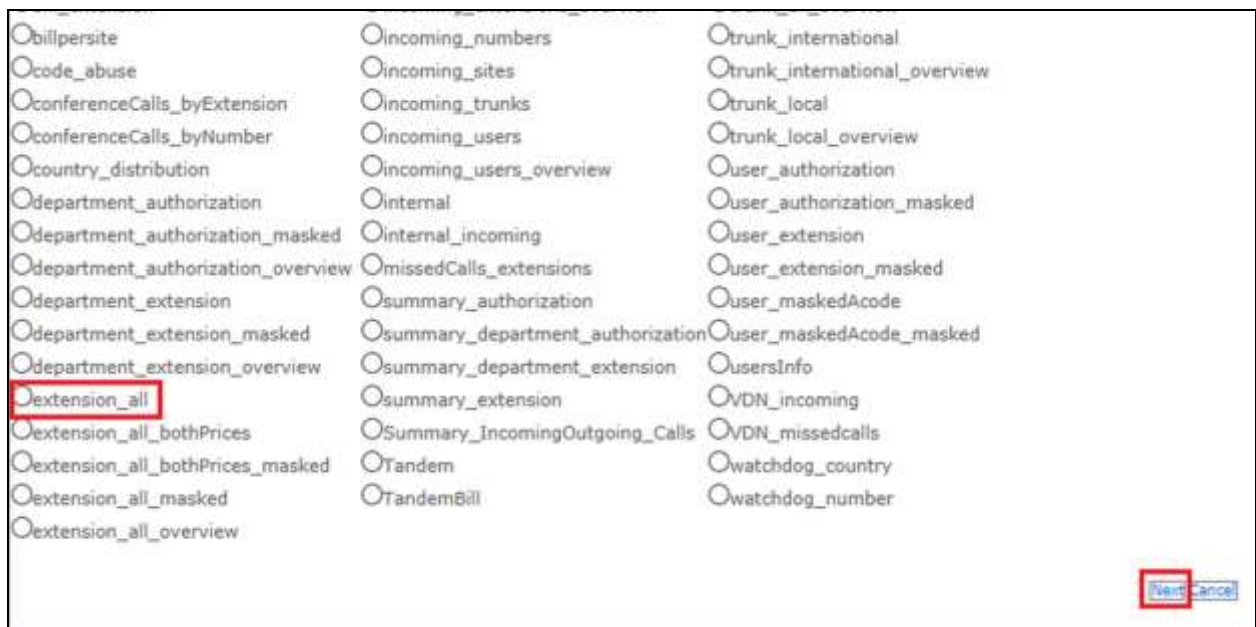 billpersite
code_abuse
conferenceCalls_byExtension
conferenceCalls_byNumber
country_distribution
department_authorization
department_authorization_masked
department_authorization_overview
department_extension
department_extension_masked
department_extension_overview
extension_all
extension_all_bothPrices
extension_all_bothPrices_masked
extension_all_masked
extension_all_overview
incoming_numbers
incoming_sites
incoming_trunks
incoming_users
incoming_users_overview
internal
internal_incoming
missedCalls_extensions
summary_authorization
summary_department_authorization
summary_department_extension
summary_extension
Summary_IncomingOutgoing_Calls
Tandem
TandemBill
trunk_international
trunk_international_overview
trunk_local
trunk_local_overview
user_authorization
user_authorization_masked
user_extension
user_extension_masked
user_maskedAcode
user_maskedAcode_masked
usersInfo
VDN_incoming
VDN_missedcalls
watchdog_country
watchdog_number
Next Cancel